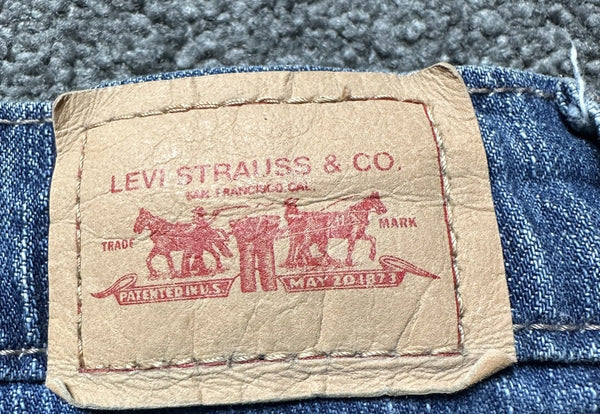 LEVI STRAUSS & CO.
SAN FRANCISCO CAL.
TRADE MARK
PATENTED IN U.S. MAY 20.1873